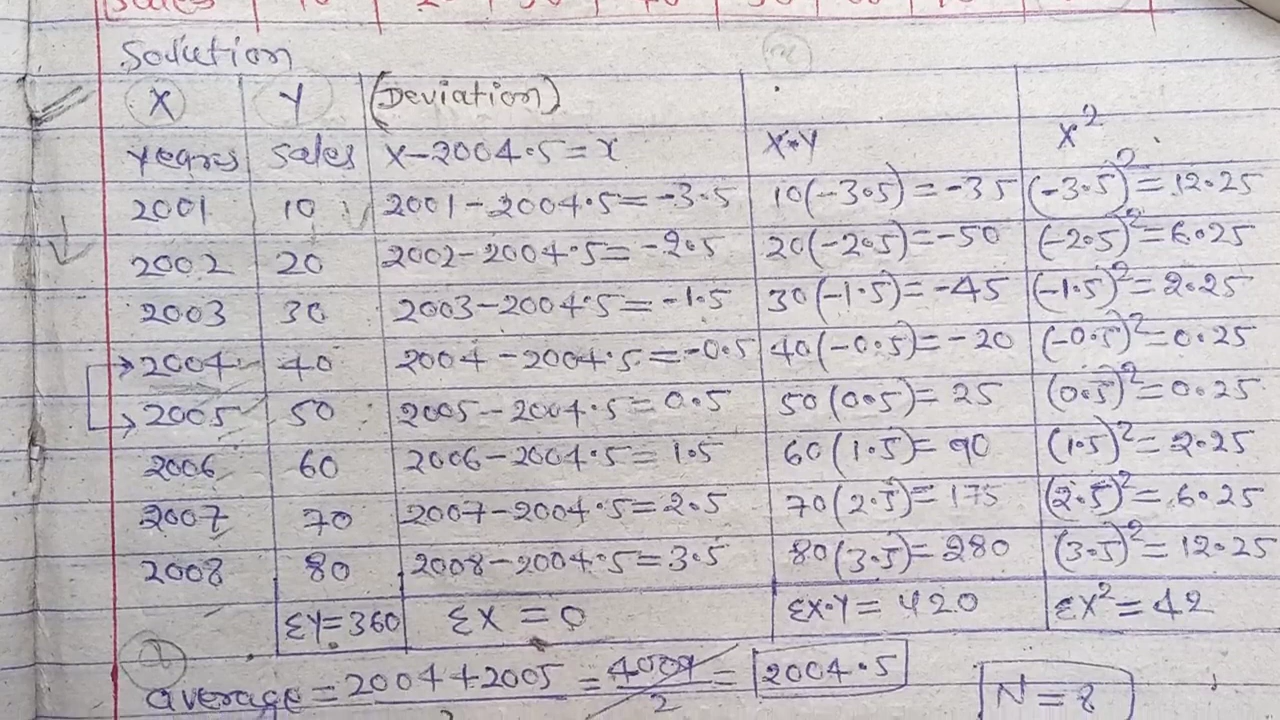 Solution
X Y (Deviation)
years sales X-2004.5=x X*Y X²
2001 10 2001-2004.5=-3.5 10(-3.5)=-35 (-3.5)²=12.25
2002 20 2002-2004.5=-2.5 20(-2.5)=-50 (-2.5)²=6.25
2003 30 2003-2004.5=-1.5 30(-1.5)=-45 (-1.5)²=2.25
2004 40 2004-2004.5=-0.5 40(-0.5)=-20 (-0.5)²=0.25
2005 50 2005-2004.5=0.5 50(0.5)=25 (0.5)²=0.25
2006 60 2006-2004.5=1.5 60(1.5)=90 (1.5)²=2.25
2007 70 2007-2004.5=2.5 70(2.5)=175 (2.5)²=6.25
2008 80 2008-2004.5=3.5 80(3.5)=280 (3.5)²=12.25
ΣY=360 ΣX=0 ΣX·Y=420 ΣX²=42
average=2004+2005=4009/2=2004.5 N=8